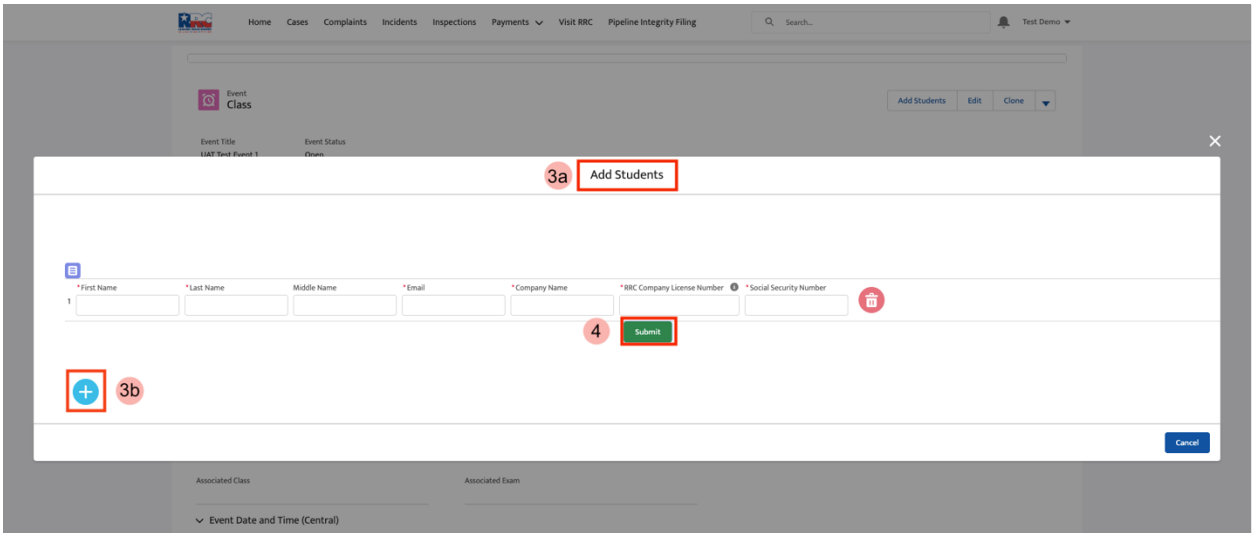 RRC Home Cases Complaints Incidents Inspections Payments Visit RRC Pipeline Integrity Filing Search... Test Demo
Event
Class
Add Students Edit Clone
Event Title Event Status
UAT Test Event 1 Open
3a Add Students
*First Name *Last Name Middle Name *Email *Company Name *RRC Company License Number *Social Security Number
1
4 Submit
3b
Cancel
Associated Class Associated Exam
Event Date and Time (Central)